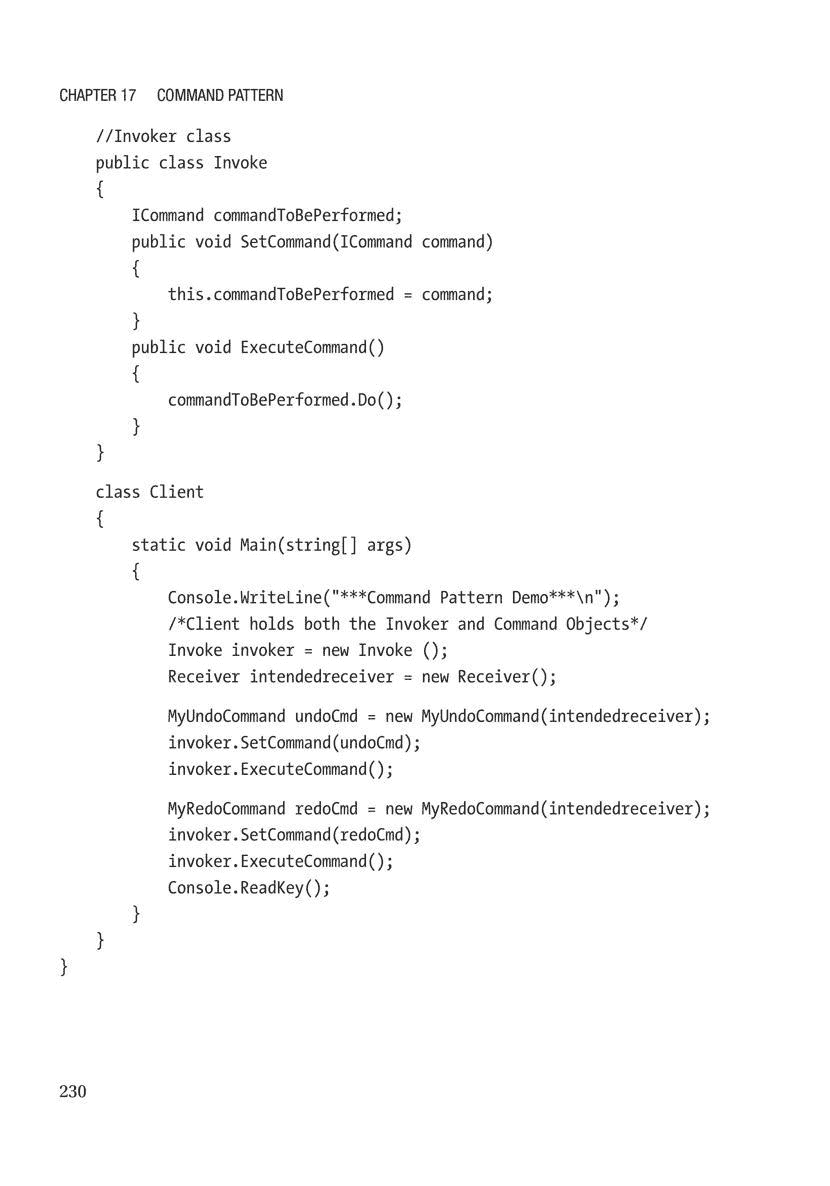 CHAPTER 17 COMMAND PATTERN
//Invoker class
public class Invoke
{
ICommand commandToBePerformed;
public void SetCommand(ICommand command)
{
this.commandToBePerformed = command;
}
public void ExecuteCommand()
{
commandToBePerformed.Do();
}
}
class Client
{
static void Main(string[] args)
{
Console.WriteLine("***Command Pattern Demo***\n");
/*Client holds both the Invoker and Command Objects*/
Invoke invoker = new Invoke ();
Receiver intendedreceiver = new Receiver();
MyUndoCommand undoCmd = new MyUndoCommand(intendedreceiver);
invoker.SetCommand(undoCmd);
invoker.ExecuteCommand();
MyRedoCommand redoCmd = new MyRedoCommand(intendedreceiver);
invoker.SetCommand(redoCmd);
invoker.ExecuteCommand();
Console.ReadKey();
}
}
}
230